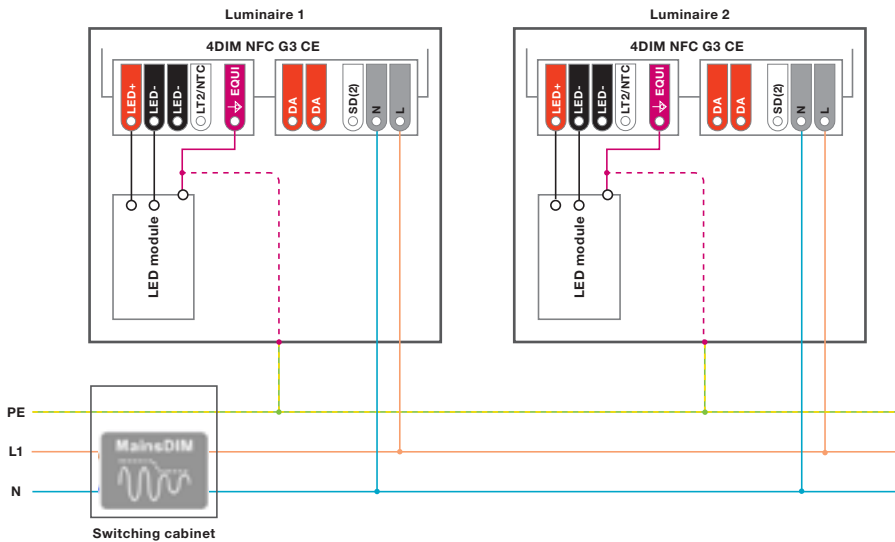 Luminaire 1
4DIM NFC G3 CE
LED+
LED-
LED-
LT2/NTC
EQUI
DA
DA
SD(2)
N
L
LED module
Luminaire 2
4DIM NFC G3 CE
LED+
LED-
LED-
LT2/NTC
EQUI
DA
DA
SD(2)
N
L
LED module
PE
L1
N
MainsDIM
Switching cabinet